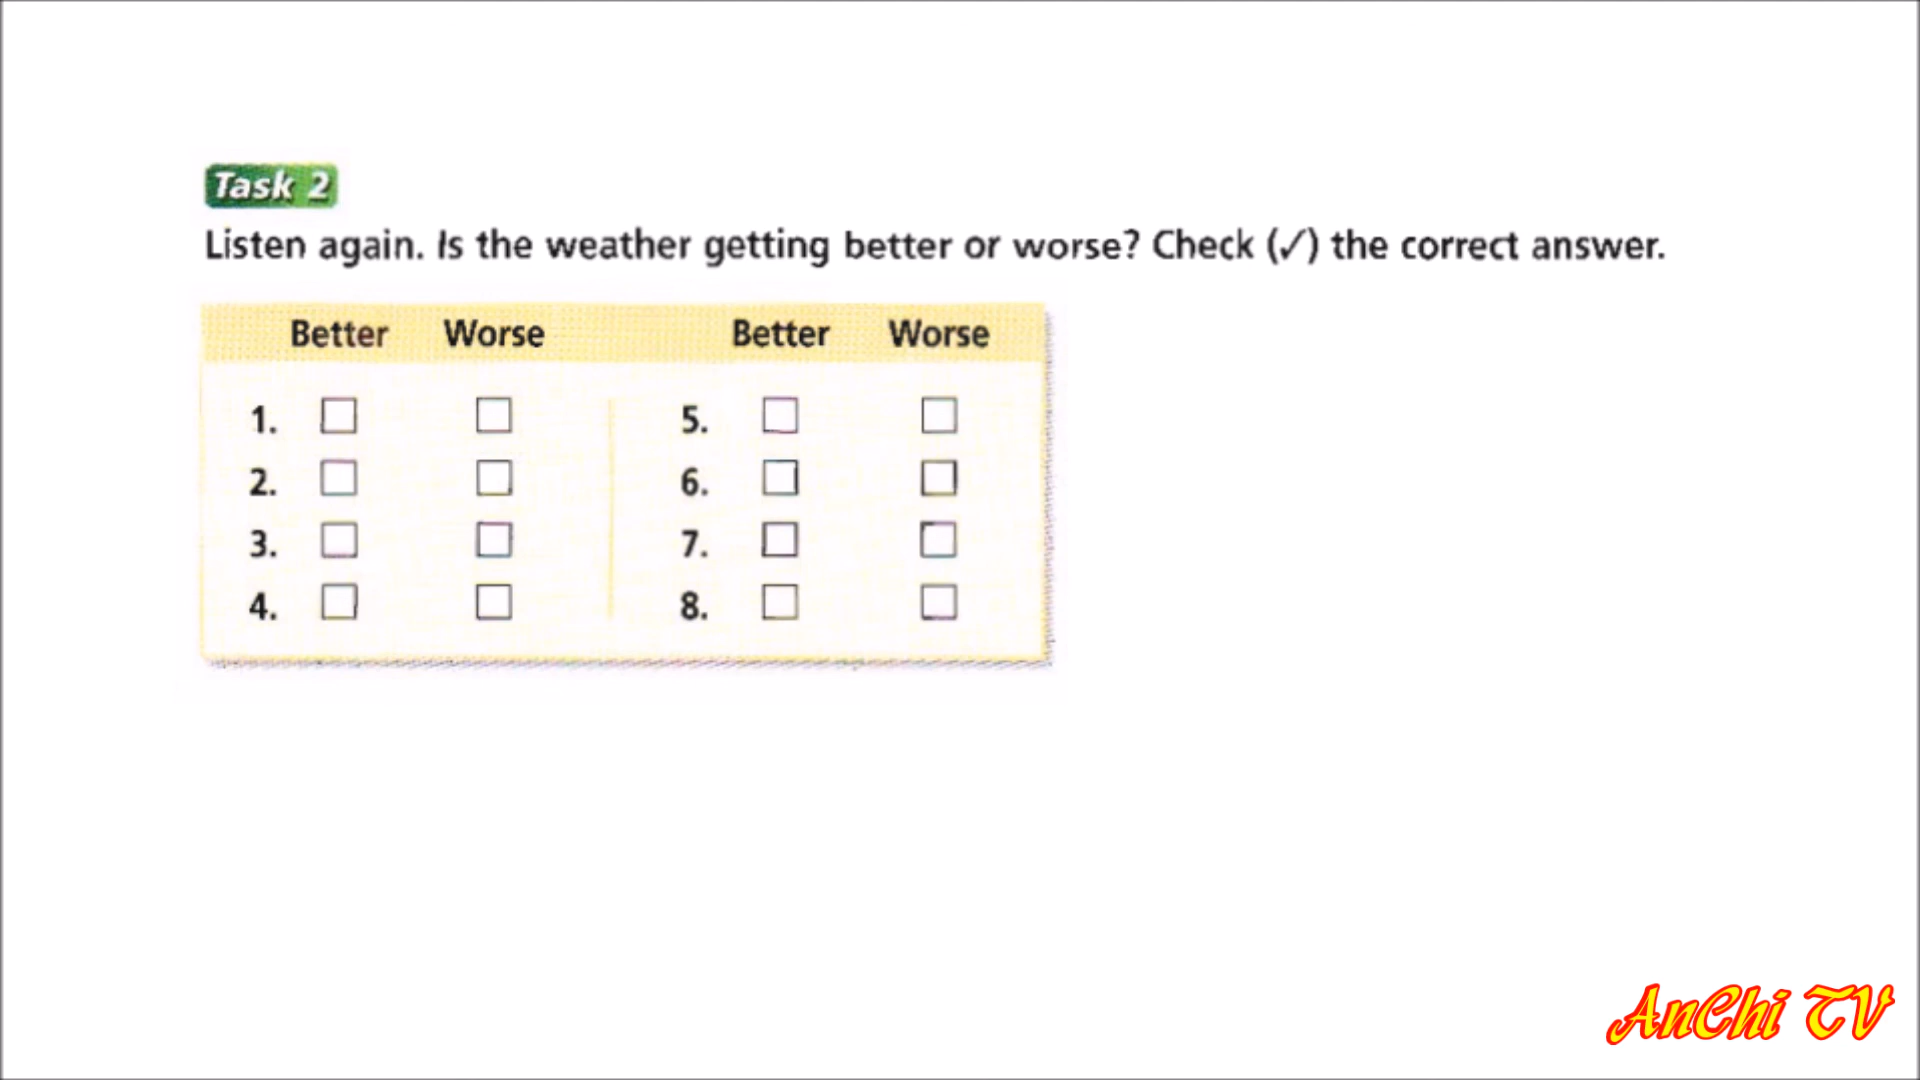 Task 2
Listen again. Is the weather getting better or worse? Check (✓) the correct answer.
Better Worse Better Worse
1. 5.
2. 6.
3. 7.
4. 8.
AnChi TV